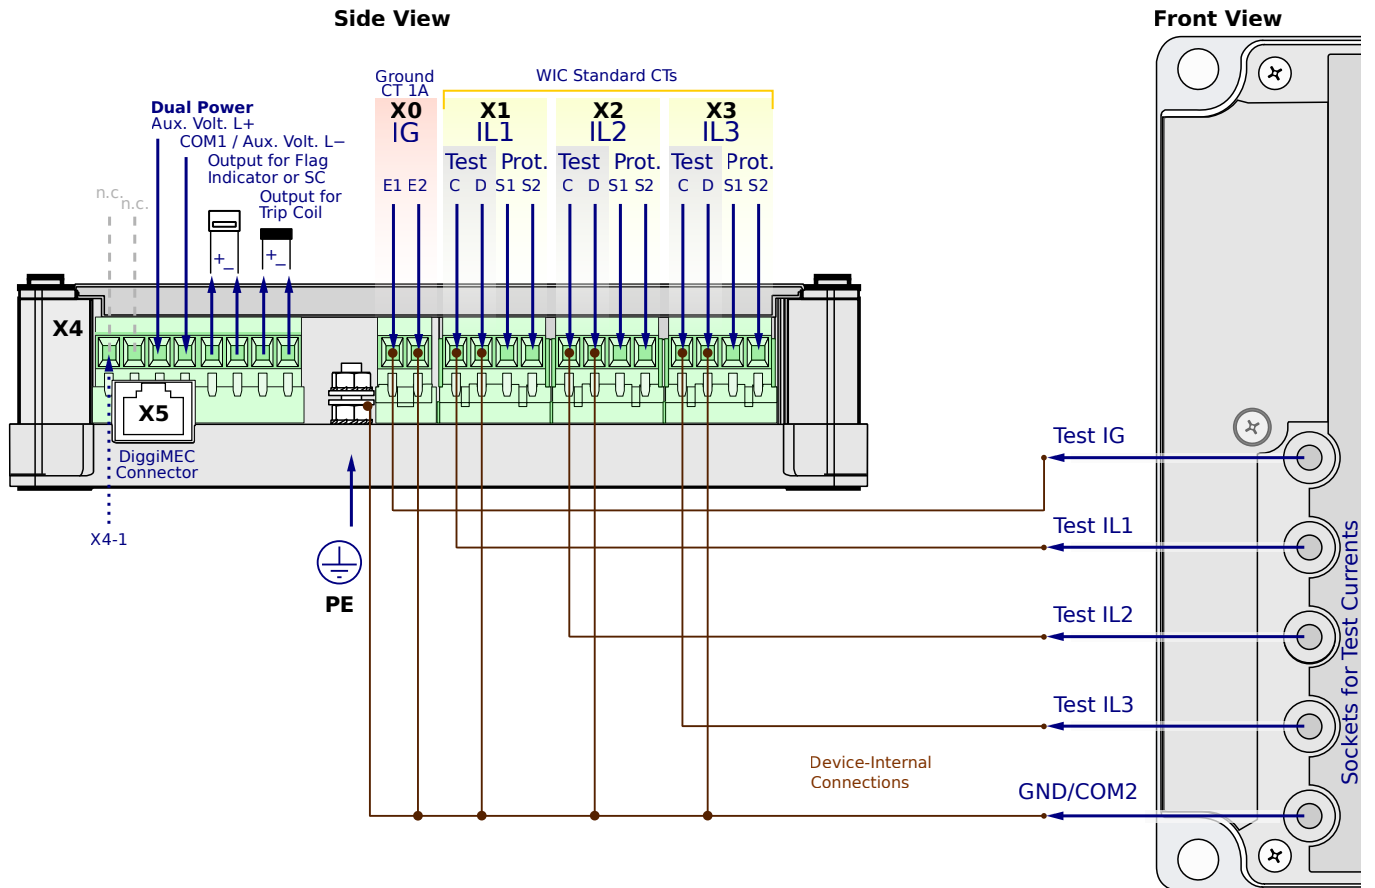 Side View
Front View
Ground
CT 1A
WIC Standard CTs
Dual Power
Aux. Volt. L+
COM1 / Aux. Volt. L−
Output for Flag
Indicator or SC
Output for
Trip Coil
n.c.
n.c.
+
−
+
−
X0
IG
E1 E2
X1
IL1
Test Prot.
C D S1 S2
X2
IL2
Test Prot.
C D S1 S2
X3
IL3
Test Prot.
C D S1 S2
X4
X5
DiggiMEC
Connector
X4-1
PE
Test IG
Test IL1
Test IL2
Test IL3
GND/COM2
Device-Internal
Connections
Sockets for Test Currents